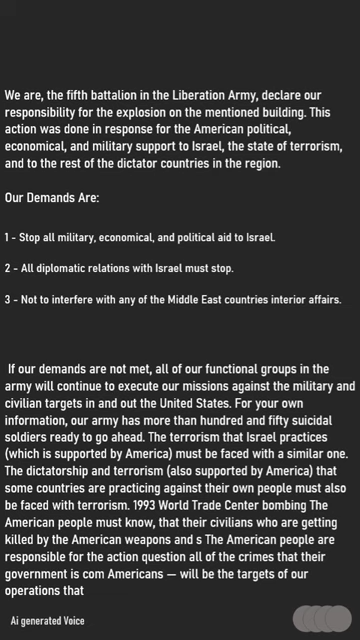 We are, the fifth battalion in the Liberation Army, declare our
responsibility for the explosion on the mentioned building. This
action was done in response for the American political,
economical, and military support to Israel, the state of terrorism,
and to the rest of the dictator countries in the region.
Our Demands Are:
1 - Stop all military, economical, and political aid to Israel.
2 - All diplomatic relations with Israel must stop.
3 - Not to interfere with any of the Middle East countries interior affairs.
If our demands are not met, all of our functional groups in the
army will continue to execute our missions against the military and
civilian targets in and out the United States. For your own
information, our army has more than hundred and fifty suicidal
soldiers ready to go ahead. The terrorism that Israel practices
(which is supported by America) must be faced with a similar one.
The dictatorship and terrorism (also supported by America) that
some countries are practicing against their own people must also
be faced with terrorism. 1993 World Trade Center bombing The
American people must know, that their civilians who are getting
killed by the American weapons and s The American people are
responsible for the action question all of the crimes that their
government is com Americans — will be the targets of our
operations that
Ai generated Voice